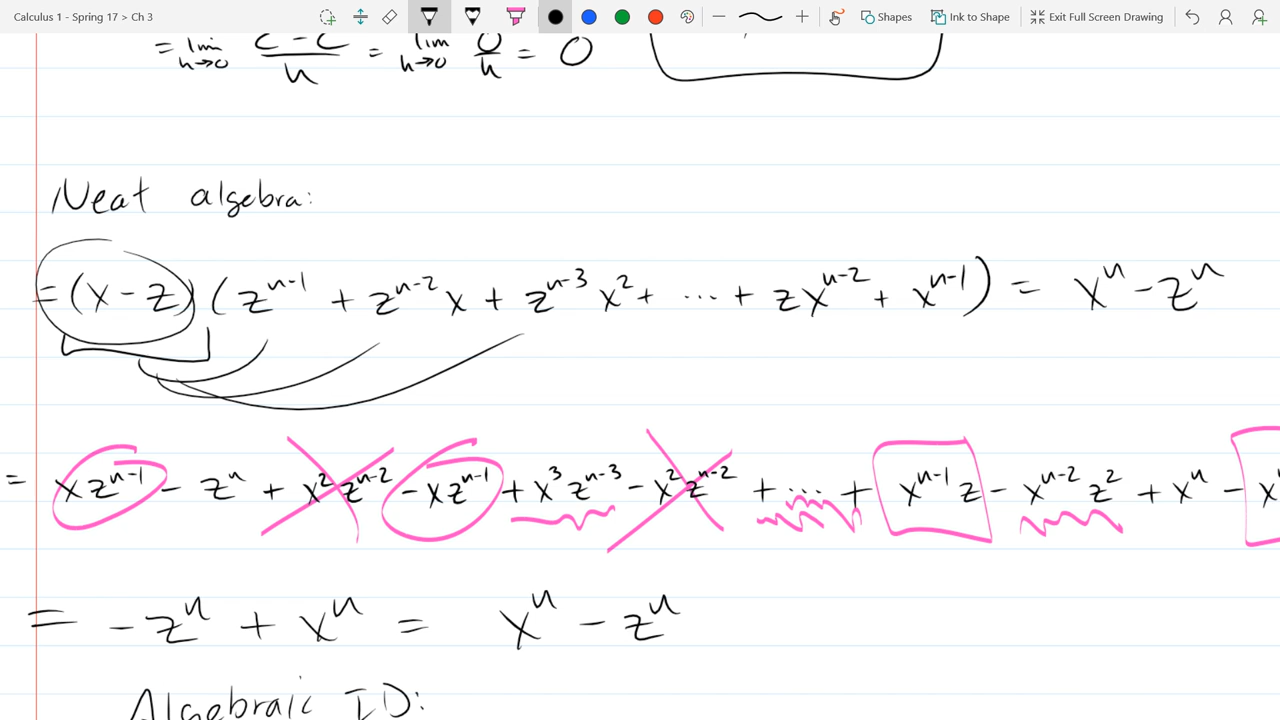 Calculus 1 - Spring 17 > Ch 3
Shapes
Ink to Shape
Exit Full Screen Drawing
= lim h→0 (c - c)/h = lim h→0 0/h = 0
Neat algebra:
= (x - z)(z^{n-1} + z^{n-2}x + z^{n-3}x^2 + ... + zx^{n-2} + x^{n-1}) = x^n - z^n
= xz^{n-1} - z^n + x^2z^{n-2} - xz^{n-1} + x^3z^{n-3} - x^2z^{n-2} + ... + x^{n-1}z - x^{n-2}z^2 + x^n -
= -z^n + x^n = x^n - z^n
Algebraic ID: